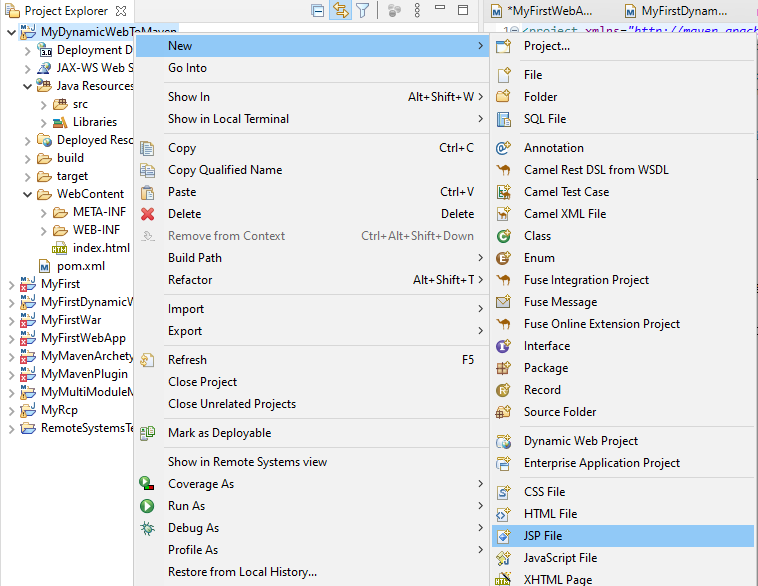 Project Explorer
*MyFirstWebA...
MyFirstDynam...
MyDynamicWebToMaven
Deployment D
JAX-WS Web S
Java Resources
src
Libraries
Deployed Reso
build
target
WebContent
META-INF
WEB-INF
index.html
pom.xml
MyFirst
MyFirstDynamicW
MyFirstWar
MyFirstWebApp
MyMavenArchety
MyMavenPlugin
MyMultiModuleM
MyRcp
RemoteSystemsTe
New
Go Into
Show In Alt+Shift+W
Show in Local Terminal
Copy Ctrl+C
Copy Qualified Name
Paste Ctrl+V
Delete Delete
Remove from Context Ctrl+Alt+Shift+Down
Build Path
Refactor Alt+Shift+T
Import
Export
Refresh F5
Close Project
Close Unrelated Projects
Mark as Deployable
Show in Remote Systems view
Coverage As
Run As
Debug As
Profile As
Restore from Local History...
1 <project xmlns="http://maven.apach
Project...
File
Folder
SQL File
Annotation
Camel Rest DSL from WSDL
Camel Test Case
Camel XML File
Class
Enum
Fuse Integration Project
Fuse Message
Fuse Online Extension Project
Interface
Package
Record
Source Folder
Dynamic Web Project
Enterprise Application Project
CSS File
HTML File
JSP File
JavaScript File
XHTML Page